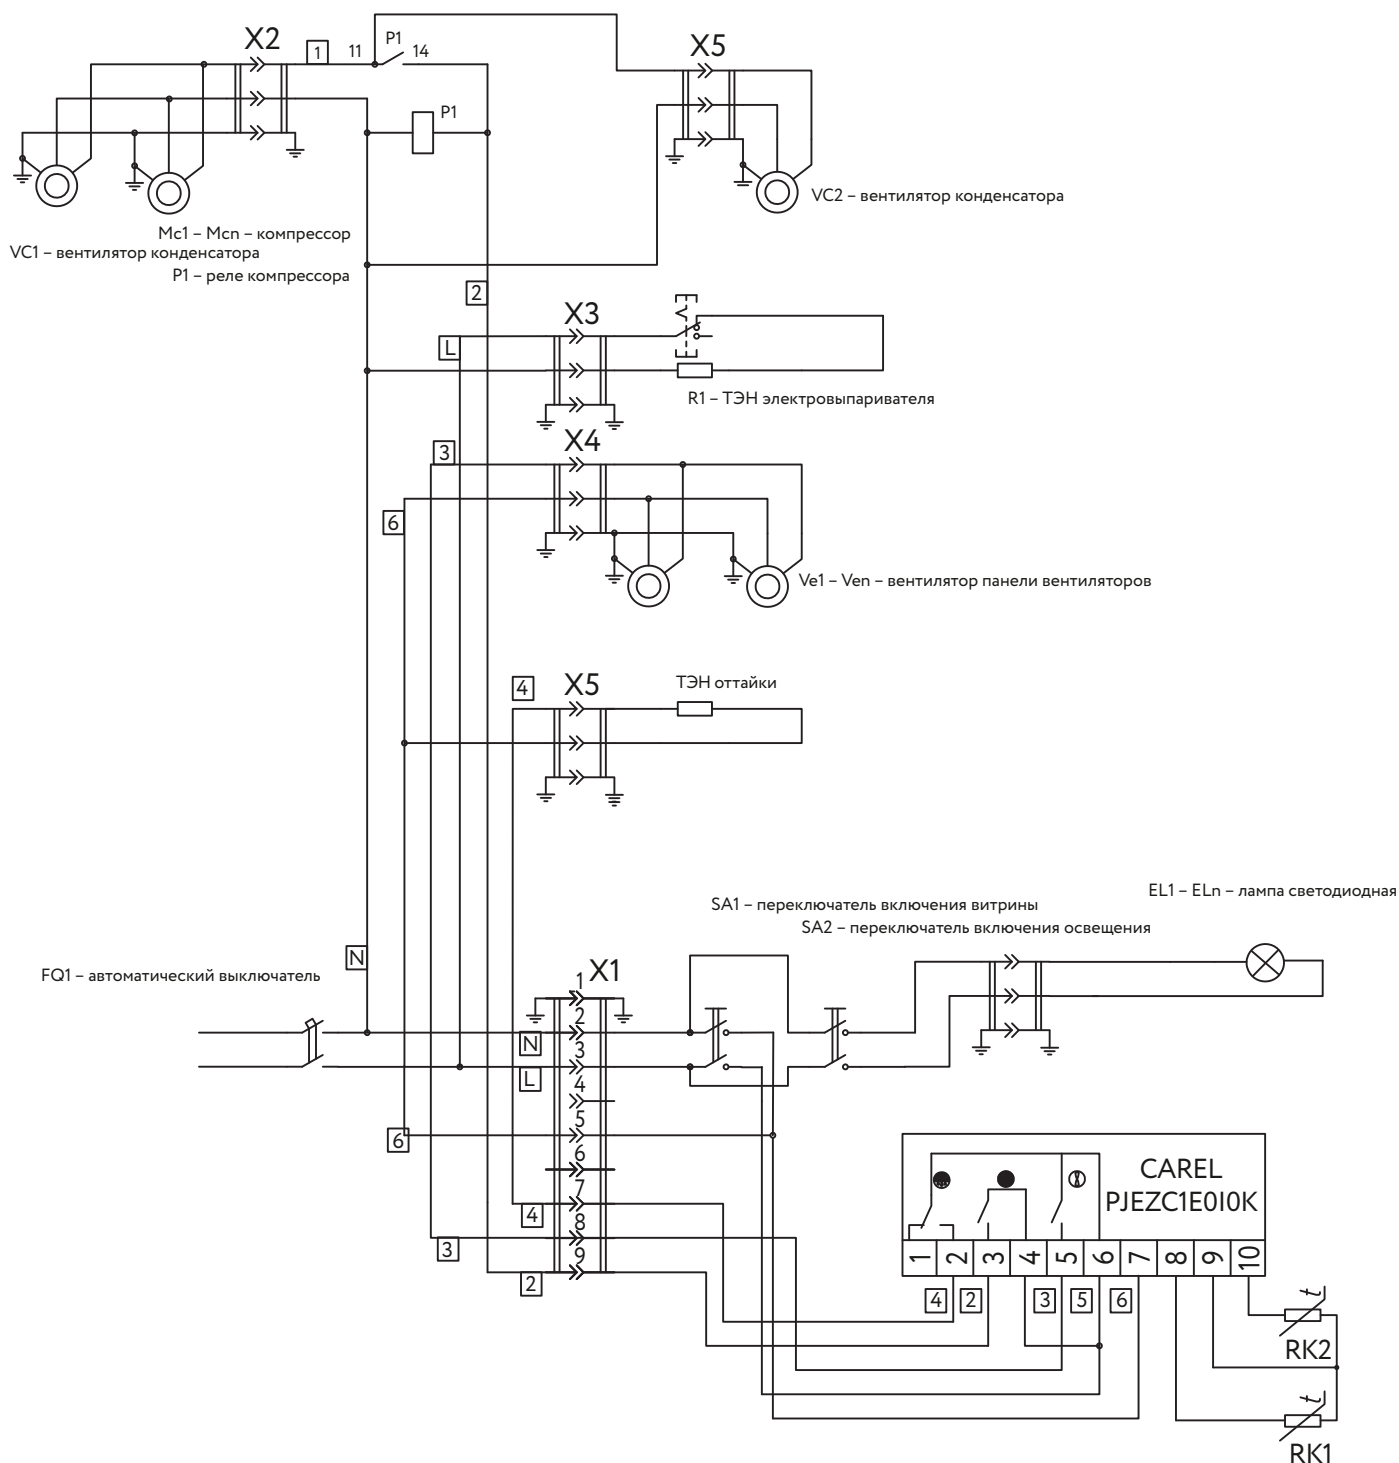 X2
1
11
P1
14
X5
P1
VC2 – вентилятор конденсатора
Mc1 – Mcn – компрессор
VC1 – вентилятор конденсатора
P1 – реле компрессора
2
X3
L
R1 – ТЭН электровыпаривателя
X4
3
6
Ve1 – Ven – вентилятор панели вентиляторов
4
X5
ТЭН оттайки
EL1 – ELn – лампа светодиодная
SA1 – переключатель включения витрины
SA2 – переключатель включения освещения
N
FQ1 – автоматический выключатель
X1
1
2
N
3
L
4
5
6
6
7
4
8
3
9
2
CAREL
PJEZC1E0I0K
1 2 3 4 5 6 7 8 9 10
4 2 3 5 6
t
RK2
t
RK1